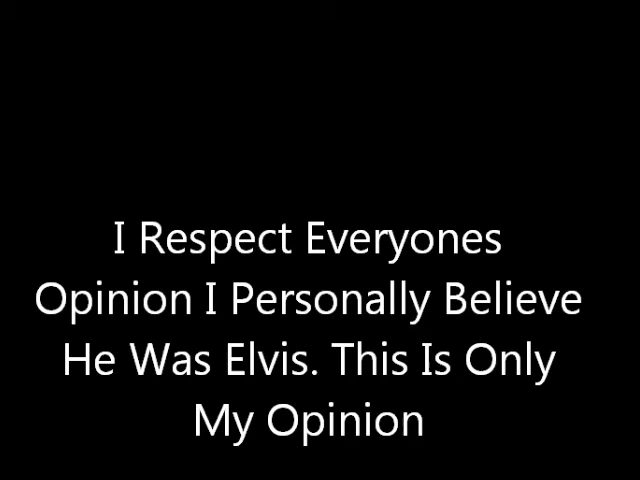 I Respect Everyones
Opinion I Personally Believe
He Was Elvis. This Is Only
My Opinion